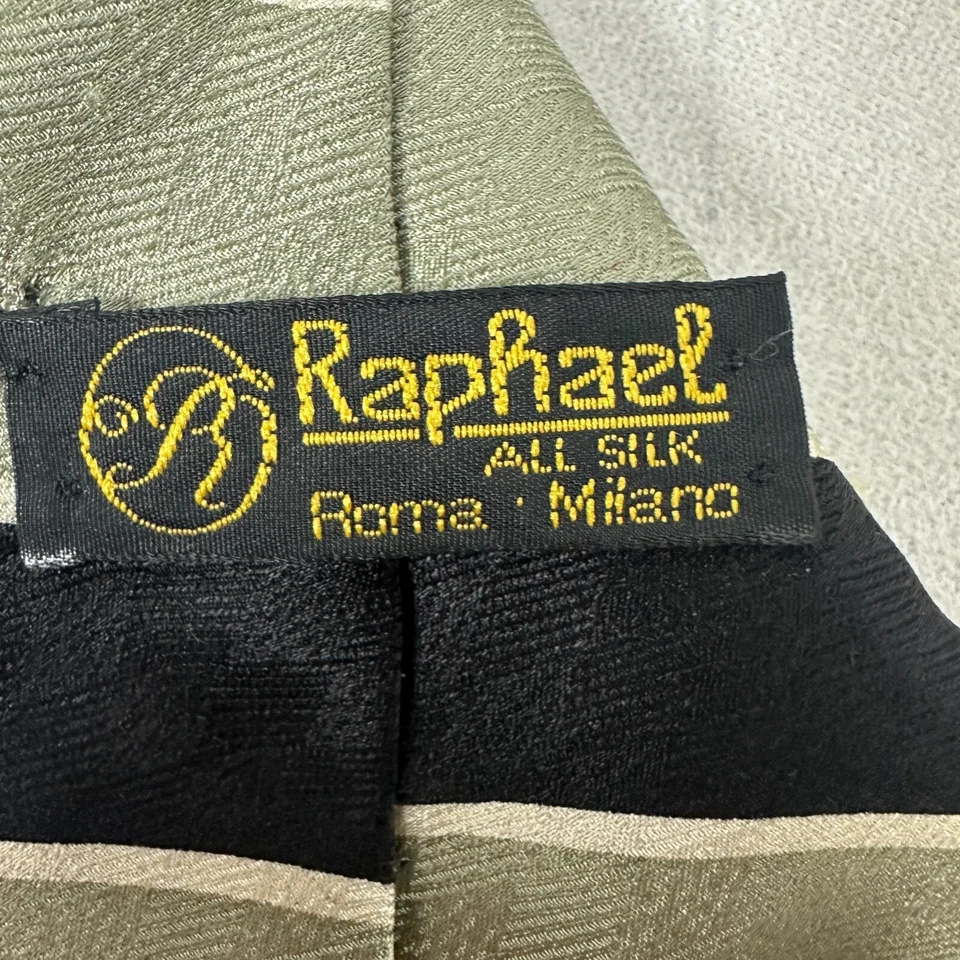 R
Raphael
ALL SILK
Roma · Milano